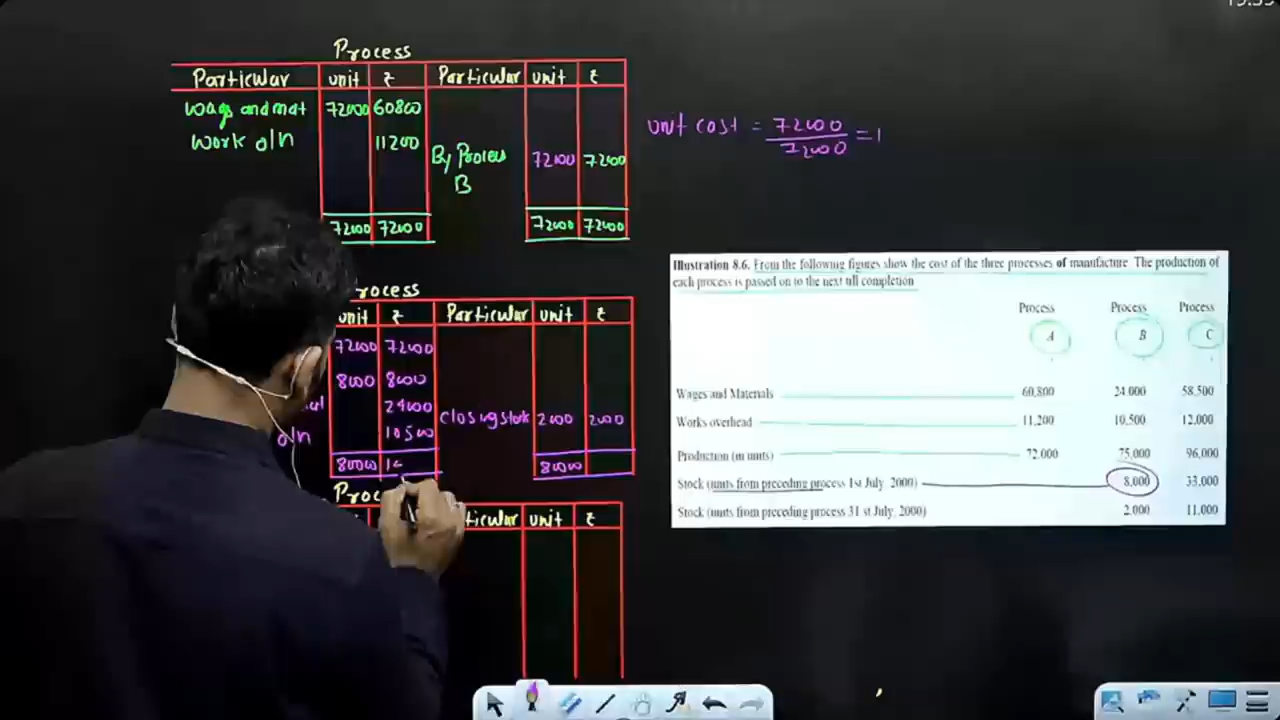 Process
Particular unit ₹ Particular unit ₹
wags and mat 72000 60800
work o/n 11200
By Process 72000 72000
B
72000 72000 72000 72000
unit cost = 72000 / 72000 = 1
rocess
unit ₹ Particular unit ₹
72000 72000
8000 8000
24000
closing stock 2000 2000
o/n 10500
80000 80000
Proc
ticular unit ₹
Illustration 8.6. From the following figures show the cost of the three processes of manufacture. The production of
each process is passed on to the next till completion
Process Process Process
A B C
Wages and Materials 60,800 24.000 58,500
Works overhead 11,200 10,500 12,000
Production (in units) 72.000 75,000 96,000
Stock (units from preceding process 1st July. 2000) 8,000 33,000
Stock (units from preceding process 31 st July. 2000) 2.000 11,000